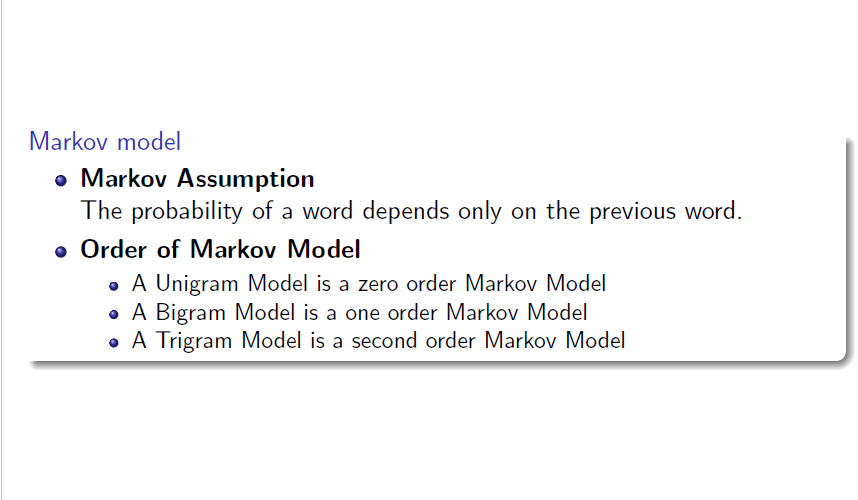 Markov model
Markov Assumption
The probability of a word depends only on the previous word.
Order of Markov Model
A Unigram Model is a zero order Markov Model
A Bigram Model is a one order Markov Model
A Trigram Model is a second order Markov Model